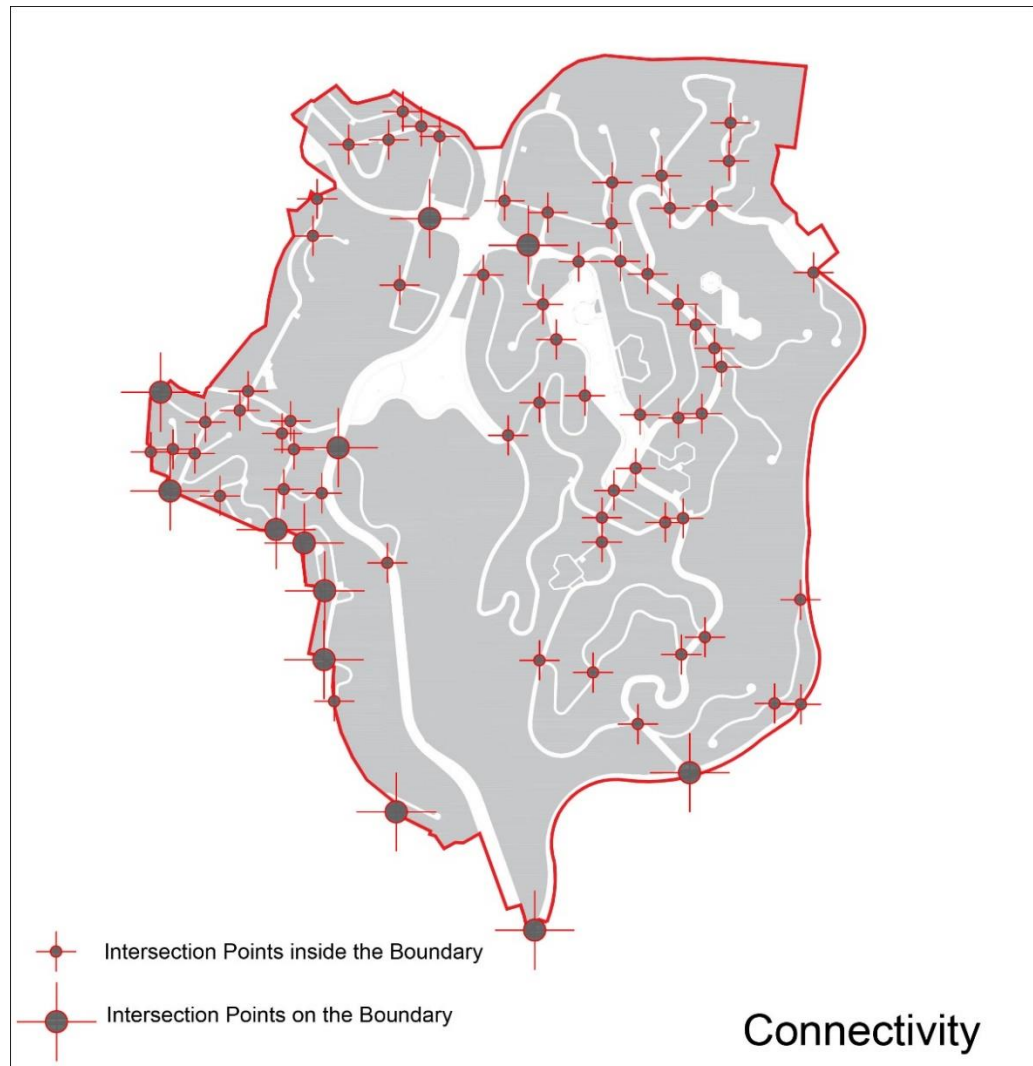 Intersection Points inside the Boundary
Intersection Points on the Boundary
Connectivity